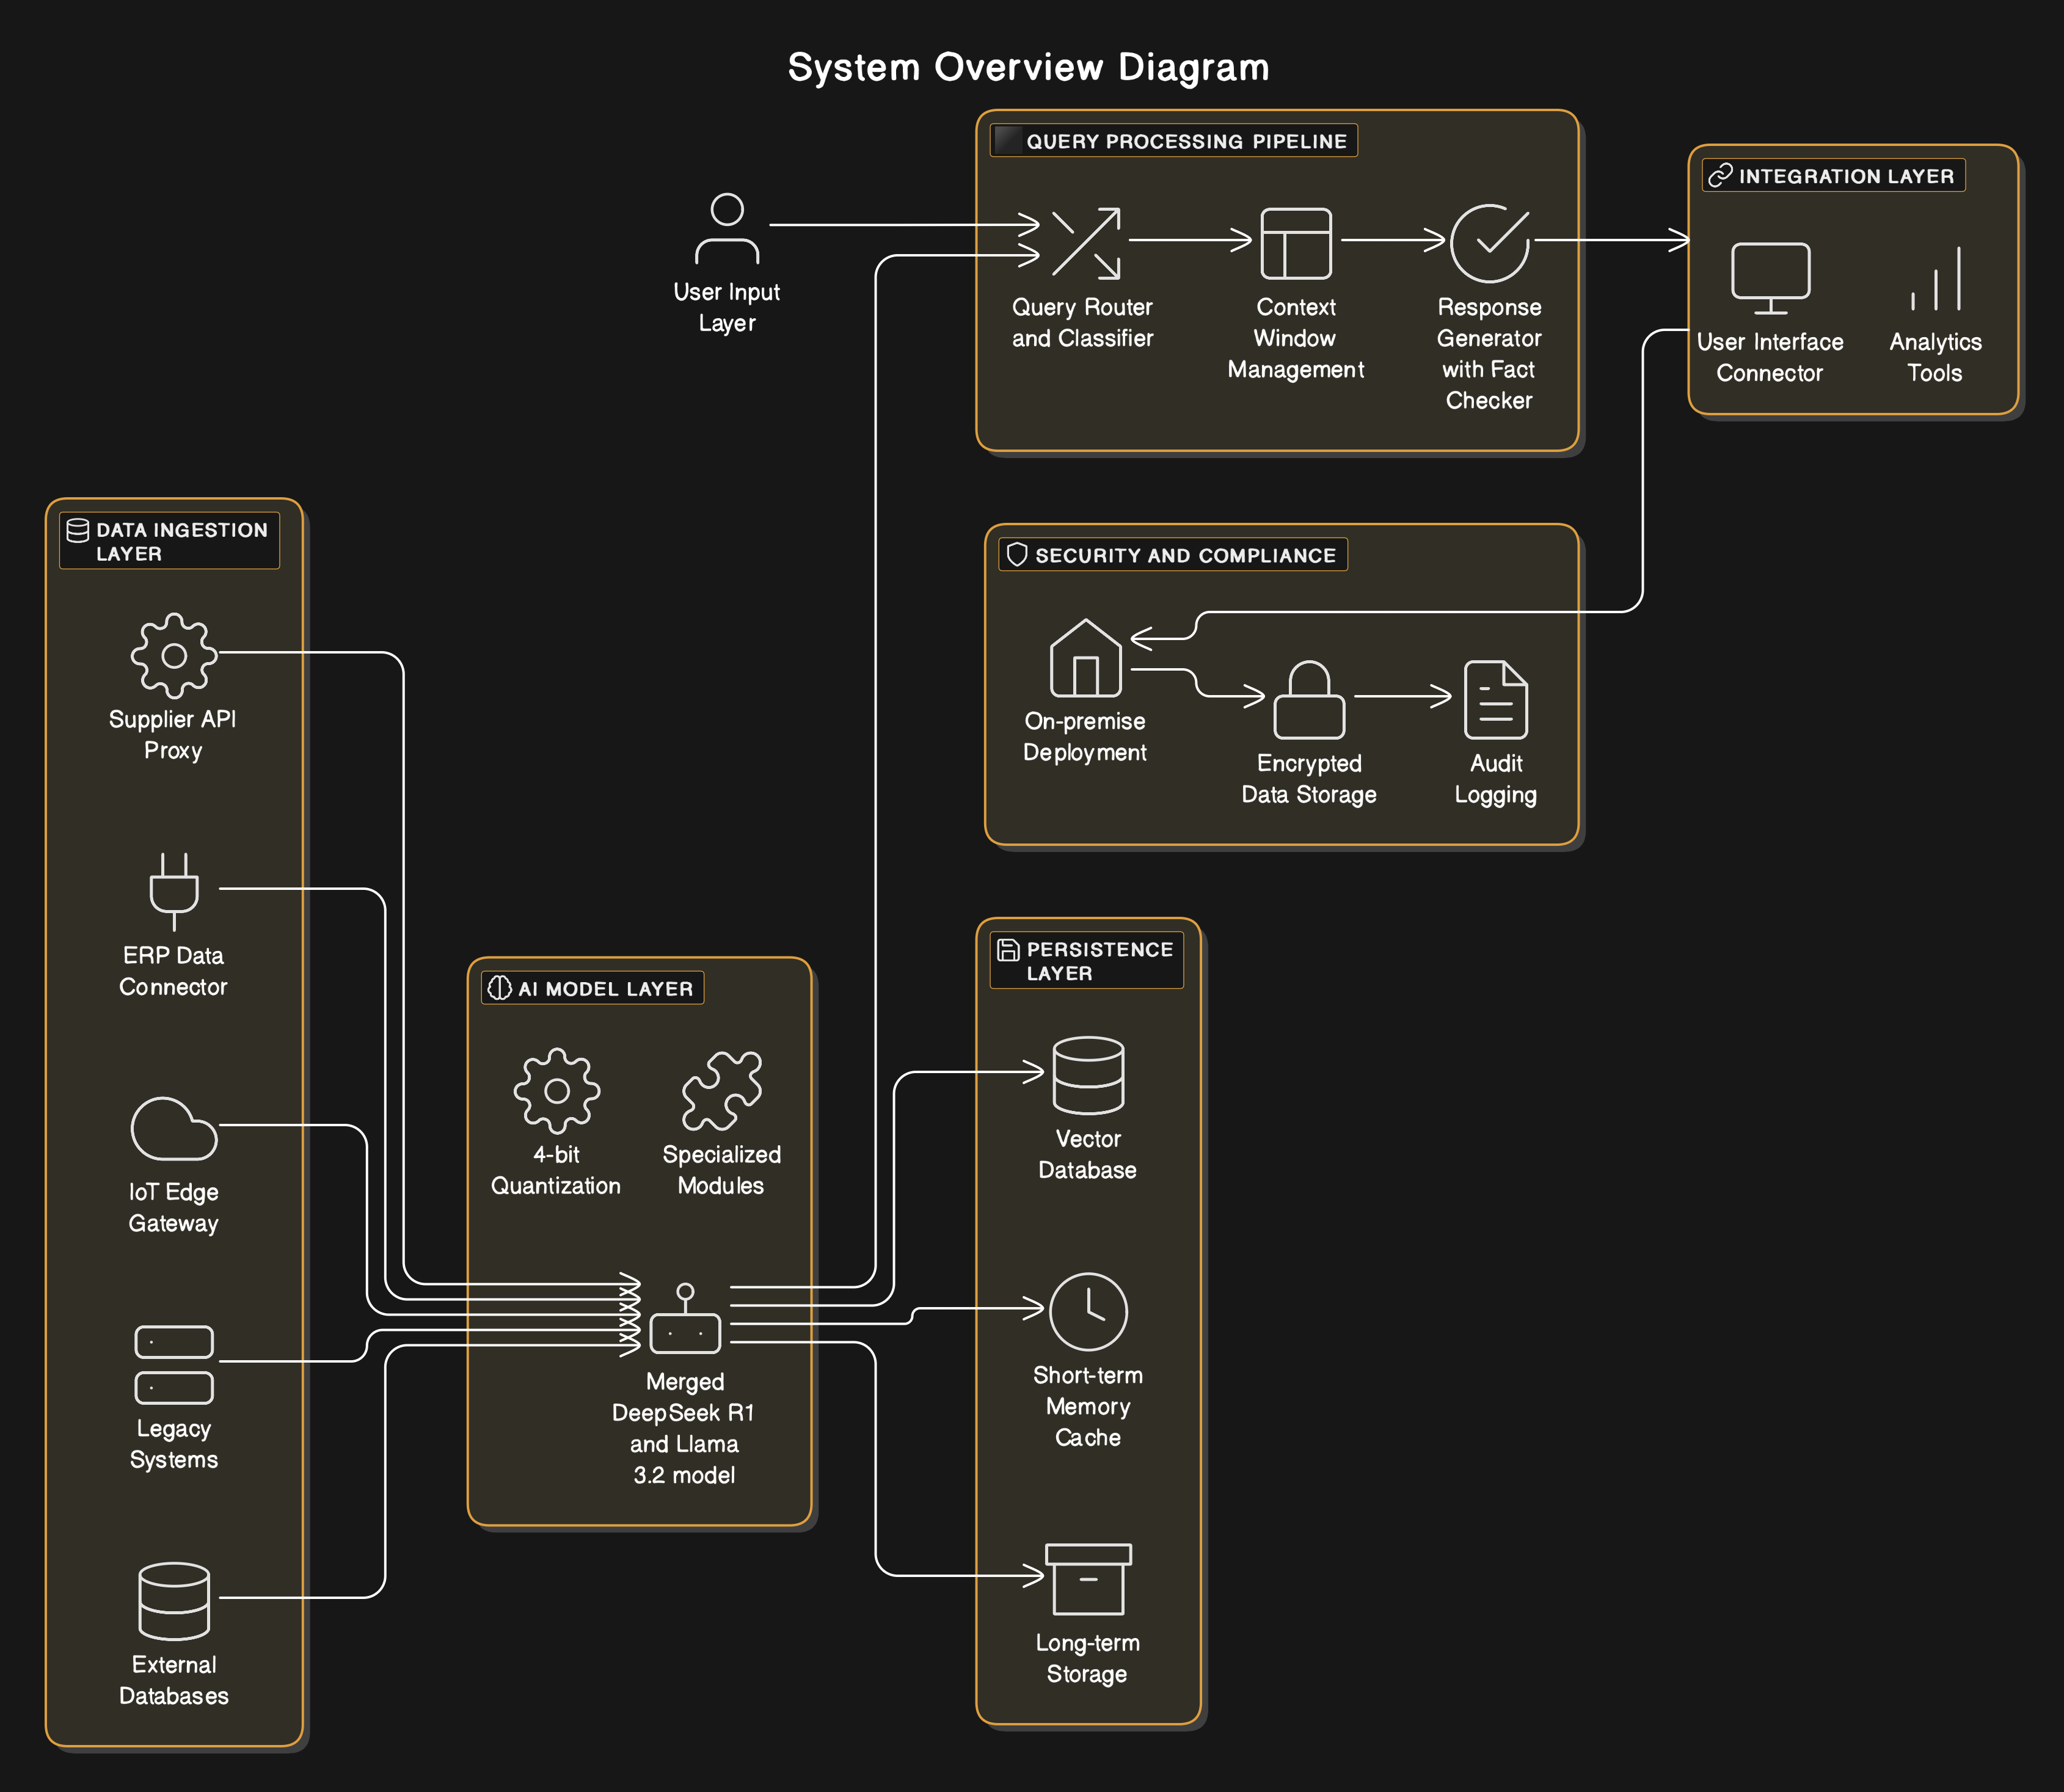 System Overview Diagram
QUERY PROCESSING PIPELINE
INTEGRATION LAYER
User Input
Layer
Query Router
and Classifier
Context
Window
Management
Response
Generator
with Fact
Checker
User Interface
Connector
Analytics
Tools
DATA INGESTION
LAYER
Supplier API
Proxy
ERP Data
Connector
IoT Edge
Gateway
Legacy
Systems
External
Databases
SECURITY AND COMPLIANCE
On-premise
Deployment
Encrypted
Data Storage
Audit
Logging
AI MODEL LAYER
4-bit
Quantization
Specialized
Modules
Merged
DeepSeek R1
and Llama
3.2 model
PERSISTENCE
LAYER
Vector
Database
Short-term
Memory
Cache
Long-term
Storage